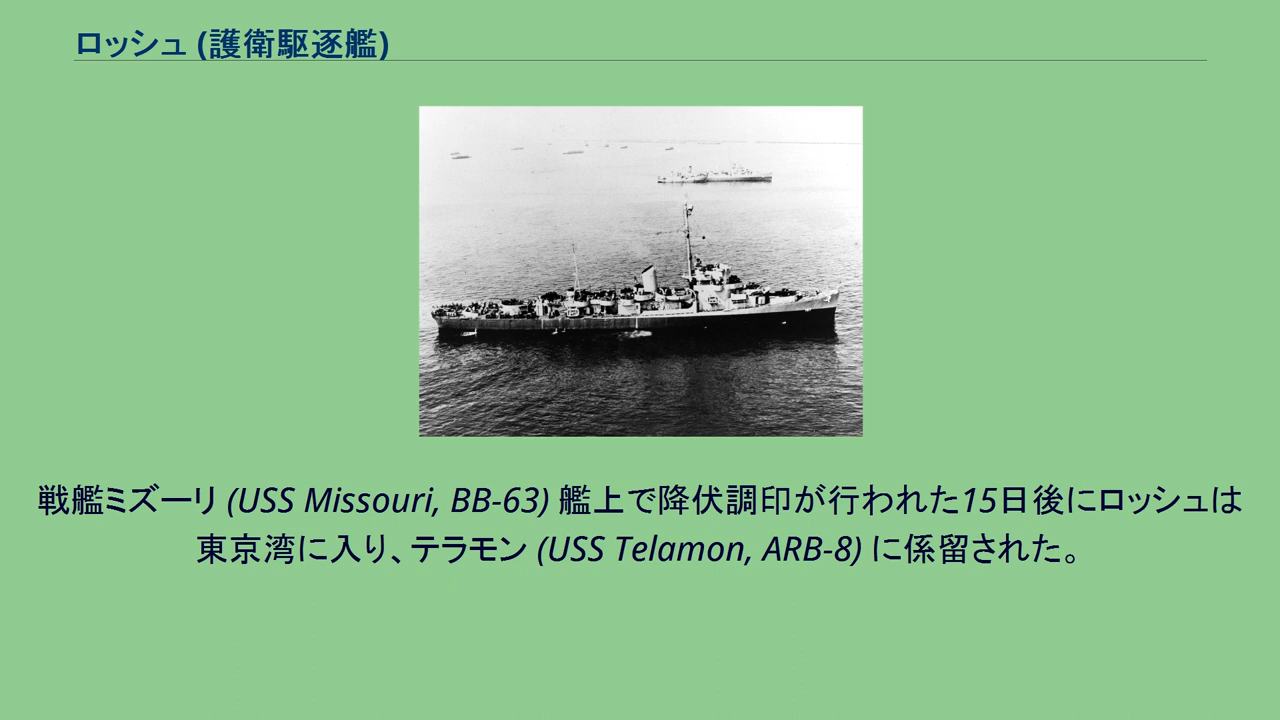 ロッシュ (護衛駆逐艦)
戦艦ミズーリ (USS Missouri, BB-63) 艦上で降伏調印が行われた15日後にロッシュは
東京湾に入り、テラモン (USS Telamon, ARB-8) に係留された。